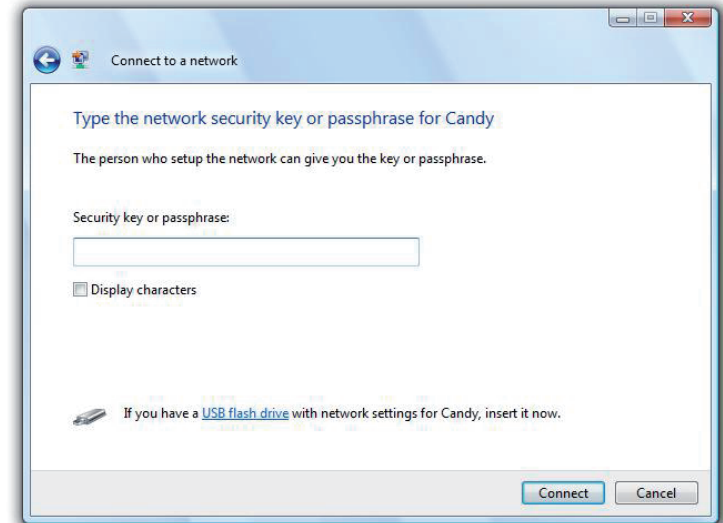 Connect to a network
Type the network security key or passphrase for Candy
The person who setup the network can give you the key or passphrase.
Security key or passphrase:
Display characters
If you have a USB flash drive with network settings for Candy, insert it now.
Connect Cancel